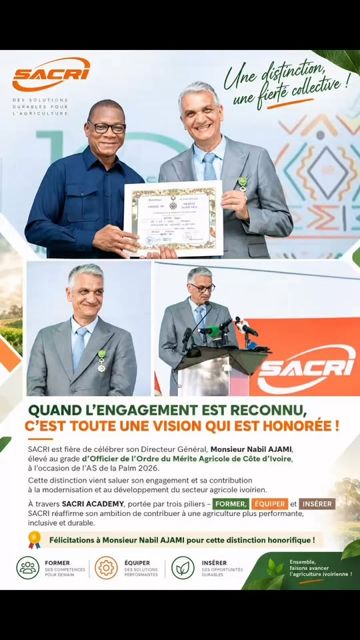 SACRI
DES SOLUTIONS
DURABLES POUR
L'AGRICULTURE
Une distinction,
une fierté collective !
SACRI
QUAND L'ENGAGEMENT EST RECONNU,
C'EST TOUTE UNE VISION QUI EST HONORÉE !
SACRI est fière de célébrer son Directeur Général, Monsieur Nabil AJAMI,
élevé au grade d'Officier de l'Ordre du Mérite Agricole de Côte d'Ivoire,
à l'occasion de l'AS de la Palm 2026.
Cette distinction vient saluer son engagement et sa contribution
à la modernisation et au développement du secteur agricole ivoirien.
À travers SACRI ACADEMY, portée par trois piliers – FORMER, ÉQUIPER et INSÉRER
SACRI réaffirme son ambition de contribuer à une agriculture plus performante,
inclusive et durable.
Félicitations à Monsieur Nabil AJAMI pour cette distinction honorifique !
FORMER
DES COMPÉTENCES
POUR DEMAIN
ÉQUIPER
DES SOLUTIONS
PERFORMANTES
INSÉRER
DES OPPORTUNITÉS
DURABLES
Ensemble,
faisons avancer
l'agriculture ivoirienne !